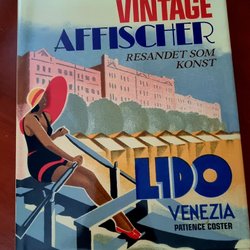 VINTAGE
AFFISCHER
RESANDET SOM
KONST
LIDO
VENEZIA
PATIENCE COSTER